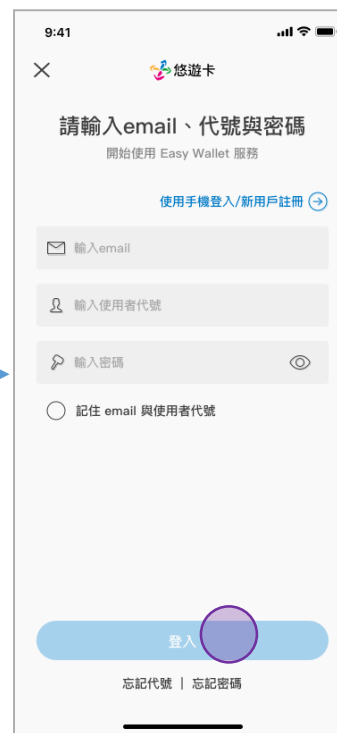 9:41
悠遊卡
請輸入email、代號與密碼
開始使用 Easy Wallet 服務
使用手機登入/新用戶註冊
輸入email
輸入使用者代號
輸入密碼
記住 email 與使用者代號
登入
忘記代號 | 忘記密碼